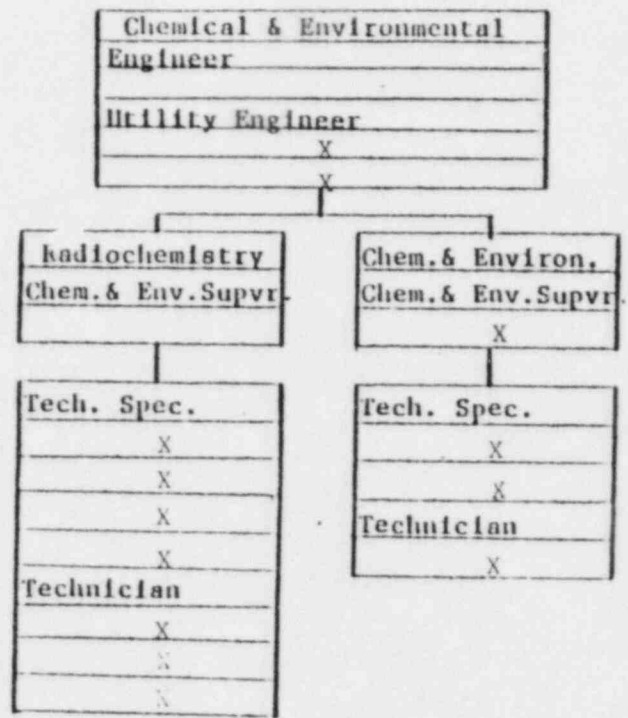 Chemical & Environmental
Engineer
Utility Engineer
X
X
Radiochemistry
Chem.& Env.Supvr.
Tech. Spec.
X
X
X
X
Technician
X
X
X
Chem.& Environ.
Chem.& Env.Supvr.
X
Tech. Spec.
X
X
Technician
X